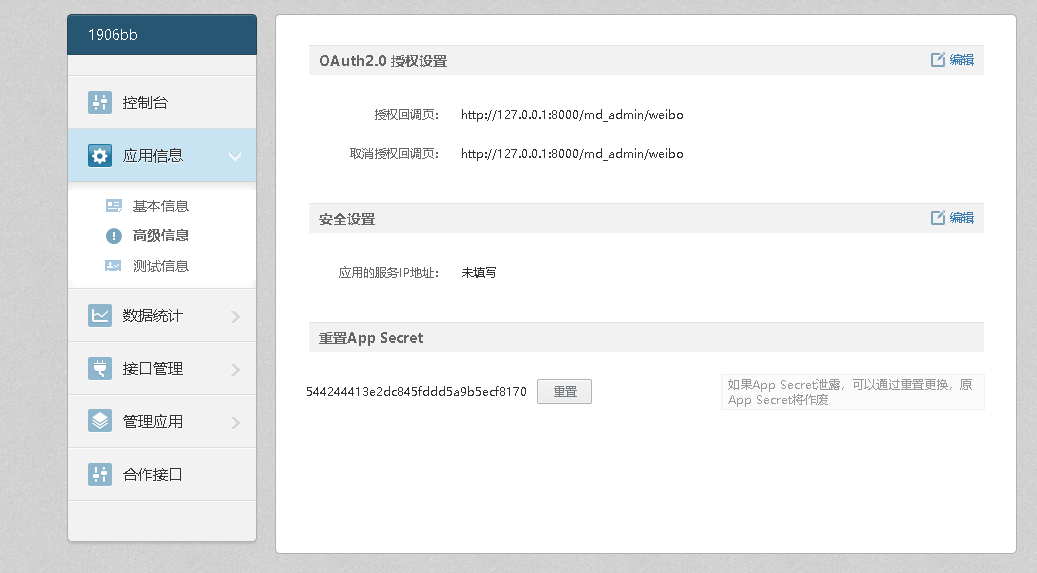 1906bb
控制台
应用信息
基本信息
高级信息
测试信息
数据统计
接口管理
管理应用
合作接口
OAuth2.0 授权设置 编辑
授权回调页： http://127.0.0.1:8000/md_admin/weibo
取消授权回调页： http://127.0.0.1:8000/md_admin/weibo
安全设置 编辑
应用的服务IP地址： 未填写
重置App Secret
544244413e2dc845fddd5a9b5ecf8170 重置
如果App Secret泄露，可以通过重置更换，原
App Secret将作废